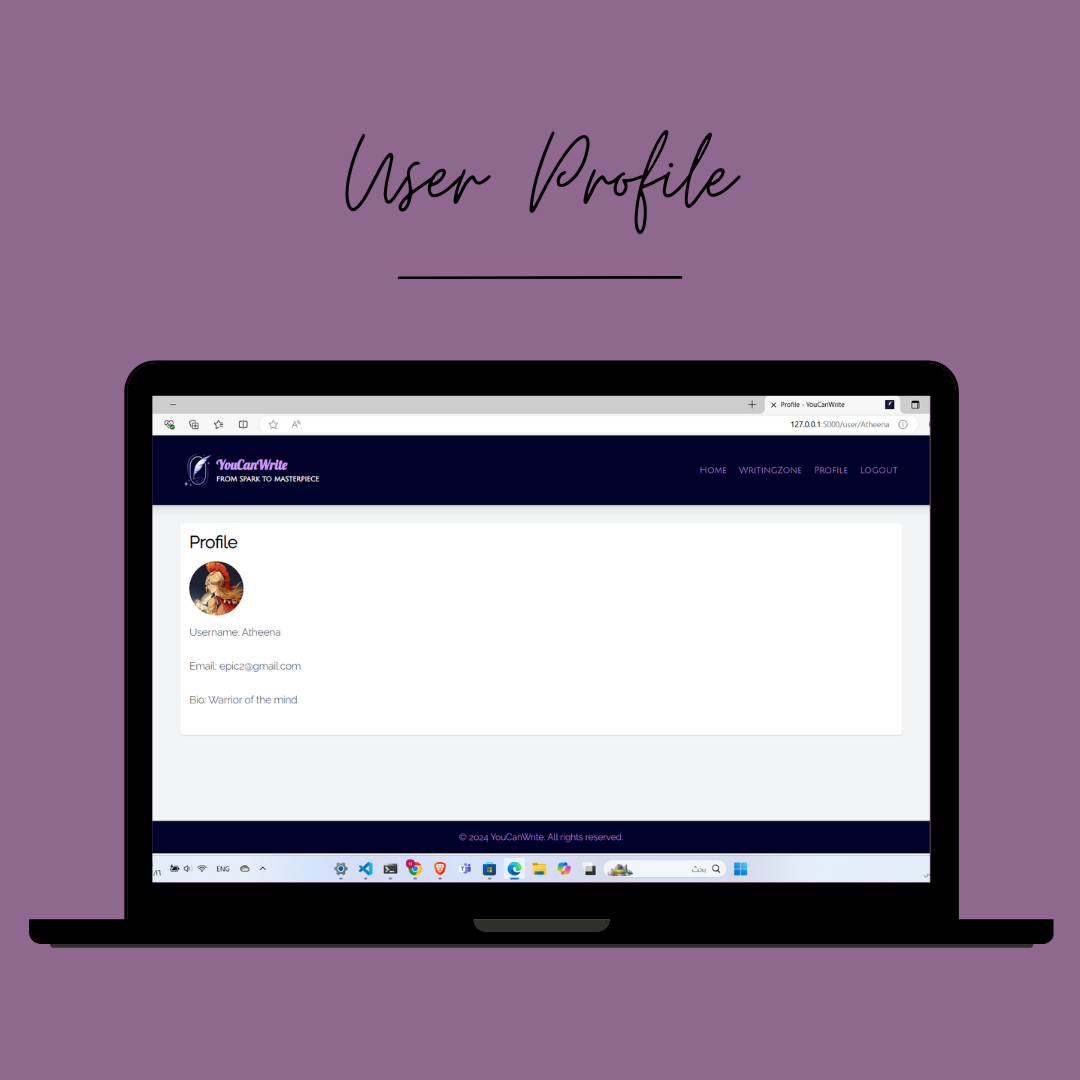 User Profile
Profile - YouCanWrite
127.0.0.1:5000/user/Atheena
YouCanWrite
FROM SPARK TO MASTERPIECE
HOME WRITINGZONE PROFILE LOGOUT
Profile
Username: Atheena
Email: epic2@gmail.com
Bio: Warrior of the mind
© 2024 YouCanWrite. All rights reserved.
ENG
بحث